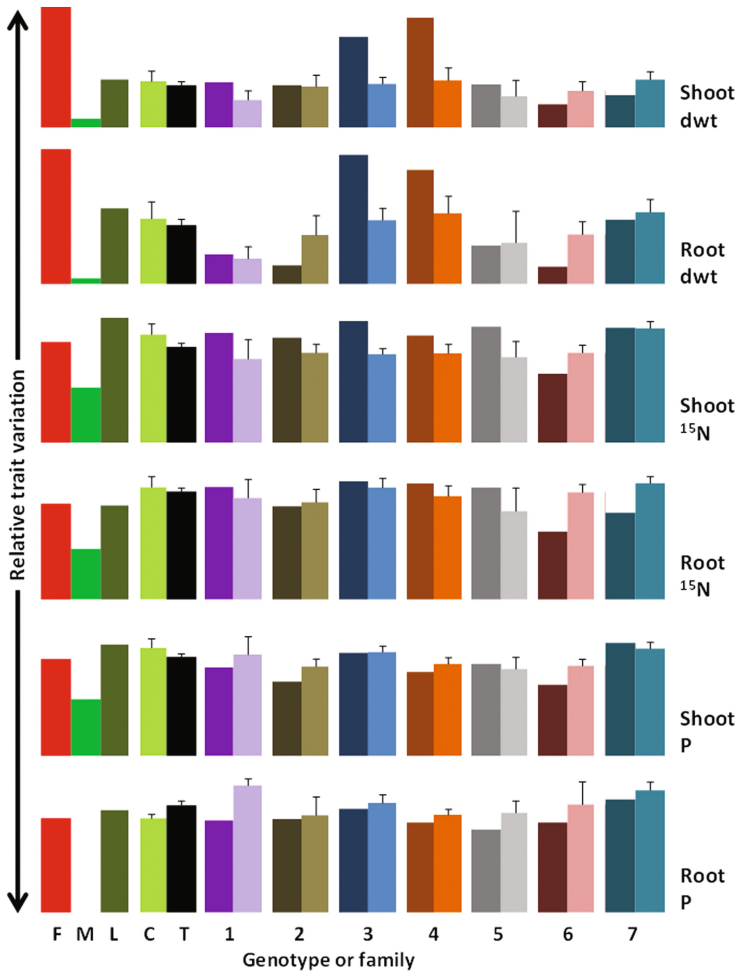 Shoot
dwt
Root
dwt
Shoot
¹⁵N
Root
¹⁵N
Shoot
P
Root
P
Relative trait variation
F M L C T 1 2 3 4 5 6 7
Genotype or family